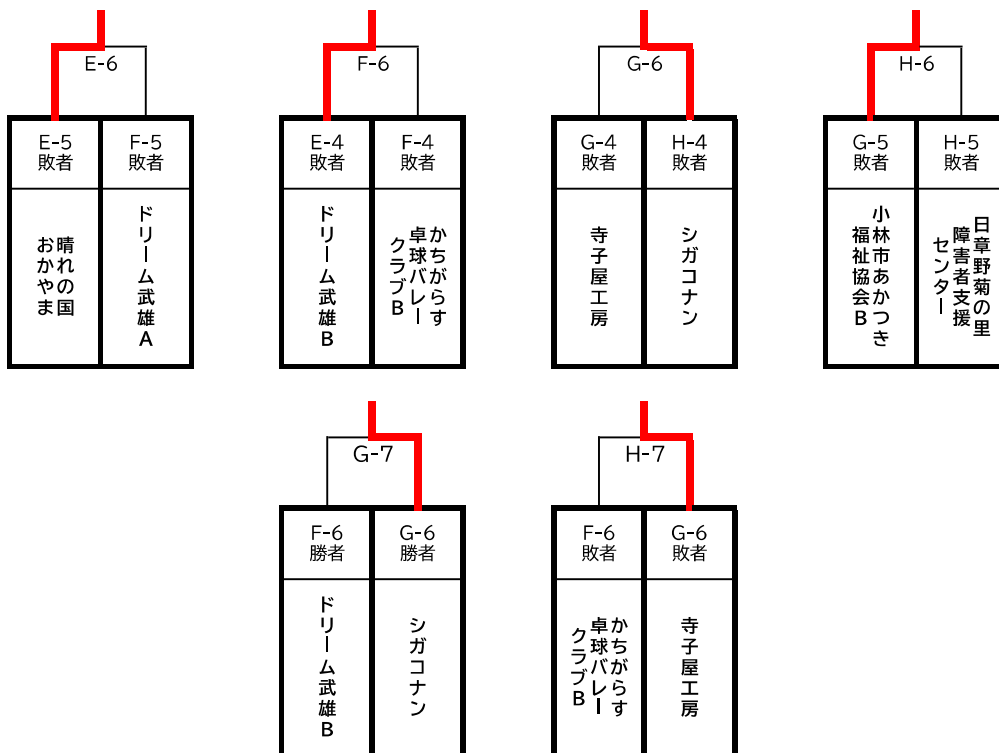 E-6
F-6
G-6
H-6
E-5
敗者
F-5
敗者
E-4
敗者
F-4
敗者
G-4
敗者
H-4
敗者
G-5
敗者
H-5
敗者
晴れの国
おかやま
ドリーム武雄A
ドリーム武雄B
かちがらす
卓球バレー
クラブB
寺子屋工房
シガコナン
小林市あかつき
福祉協会B
日章野菊の里
障害者支援
センター
G-7
H-7
F-6
勝者
G-6
勝者
F-6
敗者
G-6
敗者
ドリーム武雄B
シガコナン
かちがらす
卓球バレー
クラブB
寺子屋工房